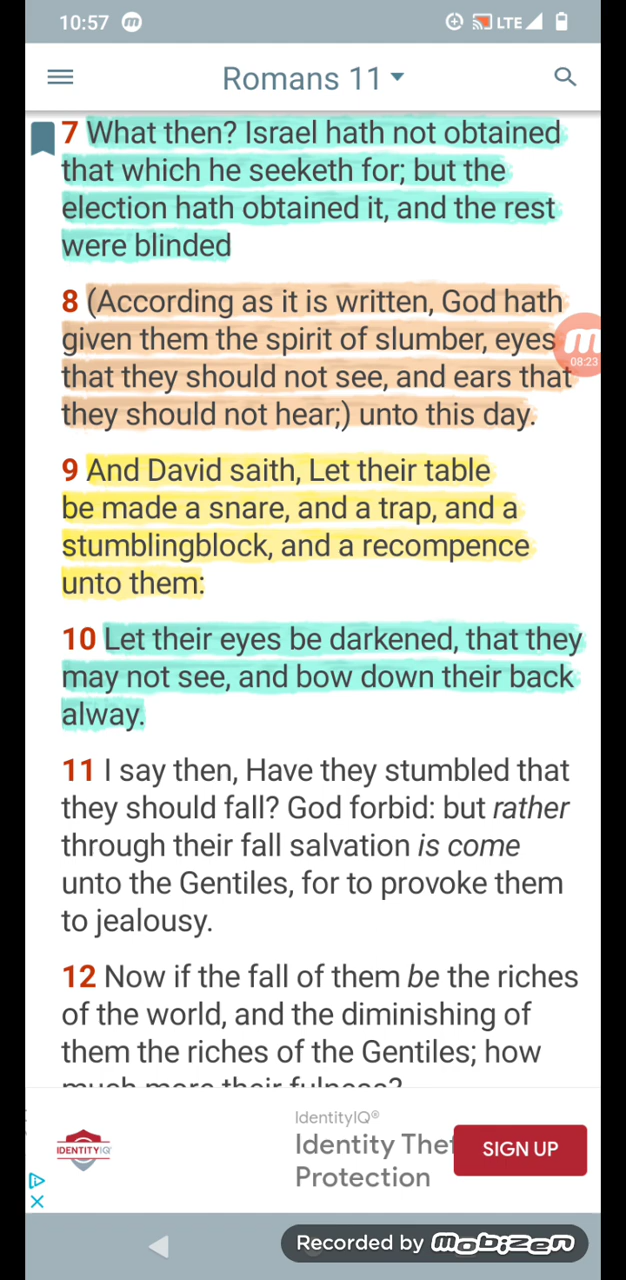 10:57 m LTE
Romans 11
7 What then? Israel hath not obtained
that which he seeketh for; but the
election hath obtained it, and the rest
were blinded
8 (According as it is written, God hath
given them the spirit of slumber, eyes
m
08:23
that they should not see, and ears that
they should not hear;) unto this day.
9 And David saith, Let their table
be made a snare, and a trap, and a
stumblingblock, and a recompence
unto them:
10 Let their eyes be darkened, that they
may not see, and bow down their back
alway.
11 I say then, Have they stumbled that
they should fall? God forbid: but rather
through their fall salvation is come
unto the Gentiles, for to provoke them
to jealousy.
12 Now if the fall of them be the riches
of the world, and the diminishing of
them the riches of the Gentiles; how
much more their fulness?
IdentityIQ®
IDENTITYIQ
Identity Thef
Protection
SIGN UP
Recorded by mobizen